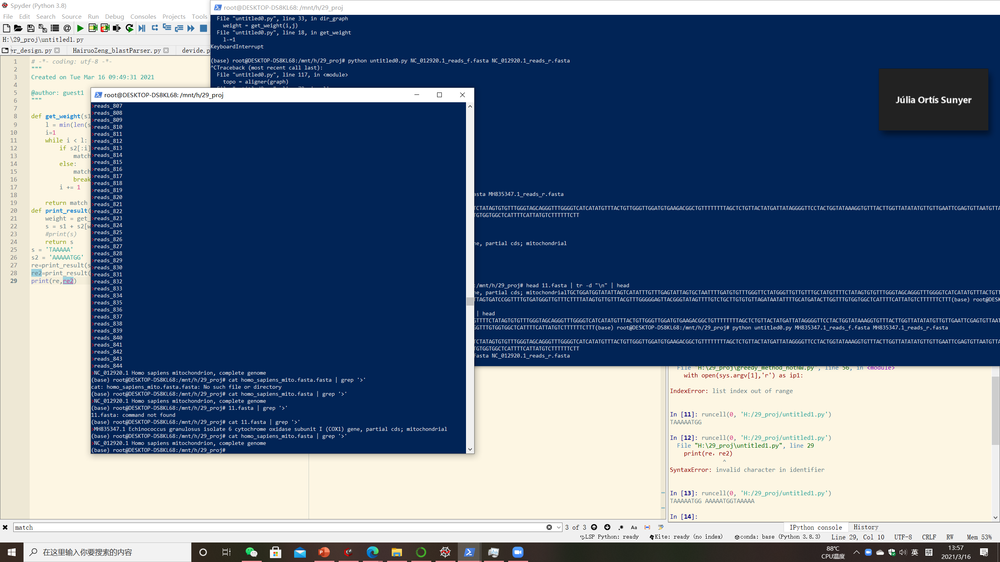 Spyder (Python 3.8)
File Edit Search Source Run Debug Consoles Projects Tools
H:\29_proj\untitled1.py
er_design.py HairuoZeng_blastParser.py devide.p
1 # -*- coding: utf-8 -*-
2 """
3 Created on Tue Mar 16 09:49:31 2021
4
5 @author: guest1
6 """
7
8 def get_weight(s1
9 l = min(len(s
10 i=1
11 while i < l:
12 if s2[:i]
13 match
14 else:
15 match
16 break
17 i += 1
18
19 return match
20 def print_result(
21 weight = get_
22 s = s1 + s2[w
23 #print(s)
24 return s
25 s = 'TAAAAA'
26 s2 = 'AAAAATGG'
27 re=print_result(s
28 re2=print_result(
29 print(re,re2)
root@DESKTOP-DS8KL68: /mnt/h/29_proj
File "untitled0.py", line 33, in dir_graph
weight = get_weight(i,j)
File "untitled0.py", line 18, in get_weight
l-=1
KeyboardInterrupt
(base) root@DESKTOP-DS8KL68:/mnt/h/29_proj# python untitled0.py NC_012920.1_reads_f.fasta NC_012920.1_reads_r.fasta
^CTraceback (most recent call last):
File "untitled0.py", line 117, in <module>
topo = aligner(graph)
Júlia Ortís Sunyer
root@DESKTOP-DS8KL68: /mnt/h/29_proj
>reads_807
>reads_808
>reads_809
>reads_810
>reads_811
>reads_812
>reads_813
>reads_814
>reads_815
>reads_816
>reads_817
>reads_818
>reads_819
>reads_820
>reads_821
>reads_822
>reads_823
>reads_824
>reads_825
>reads_826
>reads_827
>reads_828
>reads_829
>reads_830
>reads_831
>reads_832
>reads_833
>reads_834
>reads_835
>reads_836
>reads_837
>reads_838
>reads_839
>reads_840
>reads_841
>reads_842
>reads_843
>reads_844
>NC_012920.1 Homo sapiens mitochondrion, complete genome
(base) root@DESKTOP-DS8KL68:/mnt/h/29_proj# cat homo_sapiens_mito.fasta.fasta | grep '>'
cat: homo_sapiens_mito.fasta.fasta: No such file or directory
(base) root@DESKTOP-DS8KL68:/mnt/h/29_proj# cat homo_sapiens_mito.fasta | grep '>'
>NC_012920.1 Homo sapiens mitochondrion, complete genome
(base) root@DESKTOP-DS8KL68:/mnt/h/29_proj# 11.fasta | grep '>'
11.fasta: command not found
(base) root@DESKTOP-DS8KL68:/mnt/h/29_proj# cat 11.fasta | grep '>'
>MH835347.1 Echinococcus granulosus isolate 6 cytochrome oxidase subunit I (COX1) gene, partial cds; mitochondrial
(base) root@DESKTOP-DS8KL68:/mnt/h/29_proj# cat homo_sapiens_mito.fasta | grep '>'
>NC_012920.1 Homo sapiens mitochondrion, complete genome
(base) root@DESKTOP-DS8KL68:/mnt/h/29_proj#
asta MH835347.1_reads_r.fasta
TCTATAGTGTGTTTGGGTAGCAGGGTTTGGGGTCATCATATGTTTACTGTTGGGTTGGATGTGAAGACGGCTGTTTTTTTTAGCTCTGTTACTATGATTATAGGGGTTCCTACTGGTATAAAGGTGTTTACTTGGTTATATATGTTGTTGAATTCGAGTGTTAATGTTA
TGTGGTGGCTCATTTTCATTATGTCTTTTTTCTT
ne, partial cds; mitochondrial
:/mnt/h/29_proj# head 11.fasta | tr -d "\n" | head
ne, partial cds; mitochondrialTGCTGGATGGTATATTAGTCATATTTGTTTGAGTATTAGTGCTAATTTTGATGTGTTTGGGTTCTATGGGTTGTTGTTTGCTATGTTTTCTATAGTGTGTTTGGGTAGCAGGGTTTGGGGTCATCATATGTTTACTGTT
TTAGTGATCCGGTTTTGTGATGGGTTGTTTCTTTTATAGTGTTGTTTACGTTTGGGGGAGTTACGGGTATAGTTTTGTCTGCTTGTGTGTTAGATAATATTTTGCATGATACTTGGTTTGTGGTGGCTCATTTTCATTATGTCTTTTTTCTTT(base) root@DESK
| head
GTTTTCTATAGTGTGTTTGGGTAGCAGGGTTTGGGGTCATCATATGTTTACTGTTGGGTTGGATGTGAAGACGGCTGTTTTTTTTAGCTCTGTTACTATGATTATAGGGGTTCCTACTGGTATAAAGGTGTTTACTTGGTTATATATGTTGTTGAATTCGAGTGTTAAT
GGTTTGTGGTGGCTCATTTTCATTATGTCTTTTTTCTTT(base) root@DESKTOP-DS8KL68:/mnt/h/29_proj# python untitled0.py MH835347.1_reads_f.fasta MH835347.1_reads_r.fasta
TCTATAGTGTGTTTGGGTAGCAGGGTTTGGGGTCATCATATGTTTACTGTTGGGTTGGATGTGAAGACGGCTGTTTTTTTTAGCTCTGTTACTATGATTATAGGGGTTCCTACTGGTATAAAGGTGTTTACTTGGTTATATATGTTGTTGAATTCGAGTGTTAATGTTA
TGTGGTGGCTCATTTTCATTATGTCTTTTTTCTT
fasta NC_012920.1_reads_r.fasta
File "H:\29_proj\greedy_method_notNW.py", line 56, in <module>
with open(sys.argv[1],'r') as ip1:
IndexError: list index out of range
In [11]: runcell(0, 'H:/29_proj/untitled1.py')
TAAAAATGG
In [12]: runcell(0, 'H:/29_proj/untitled1.py')
File "H:\29_proj\untitled1.py", line 29
print(re，re2)
^
SyntaxError: invalid character in identifier
In [13]: runcell(0, 'H:/29_proj/untitled1.py')
TAAAAATGG AAAAATGGTAAAAA
In [14]:
match 3 of 3 .* Aa
IPython console History
LSP Python: ready Kite: ready (no index) conda: base (Python 3.8.3) Line 29, Col 10 UTF-8 CRLF RW Mem 53%
在这里输入你要搜索的内容
88℃
CPU温度
英 拼
13:57
2021/3/16